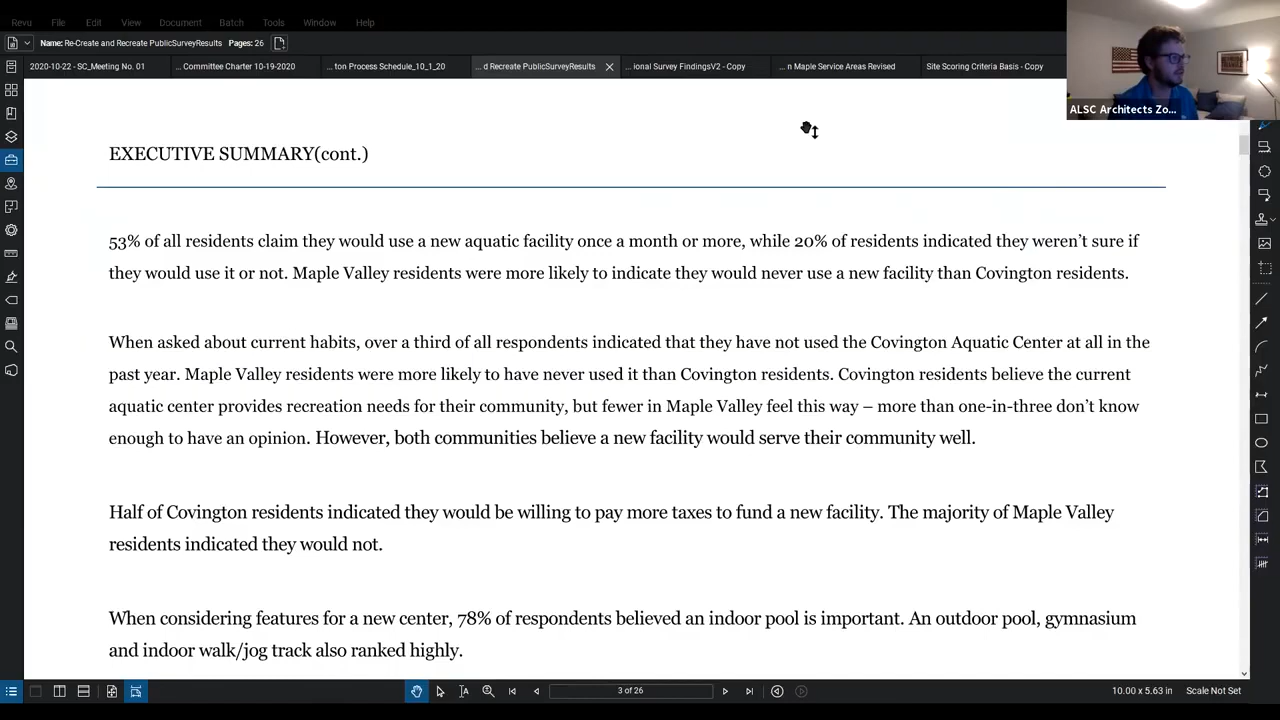 Revu File Edit View Document Batch Tools Window Help
Name: Re-Create and Recreate PublicSurveyResults Pages: 26
2020-10-22 - SC_Meeting No. 01 ... Committee Charter 10-19-2020 ... ton Process Schedule_10_1_20 ... d Recreate PublicSurveyResults ... ional Survey FindingsV2 - Copy ... n Maple Service Areas Revised Site Scoring Criteria Basis - Copy
ALSC Architects Zo...
EXECUTIVE SUMMARY(cont.)
53% of all residents claim they would use a new aquatic facility once a month or more, while 20% of residents indicated they weren't sure if
they would use it or not. Maple Valley residents were more likely to indicate they would never use a new facility than Covington residents.
When asked about current habits, over a third of all respondents indicated that they have not used the Covington Aquatic Center at all in the
past year. Maple Valley residents were more likely to have never used it than Covington residents. Covington residents believe the current
aquatic center provides recreation needs for their community, but fewer in Maple Valley feel this way – more than one-in-three don't know
enough to have an opinion. However, both communities believe a new facility would serve their community well.
Half of Covington residents indicated they would be willing to pay more taxes to fund a new facility. The majority of Maple Valley
residents indicated they would not.
When considering features for a new center, 78% of respondents believed an indoor pool is important. An outdoor pool, gymnasium
and indoor walk/jog track also ranked highly.
3 of 26
10.00 x 5.63 in Scale Not Set